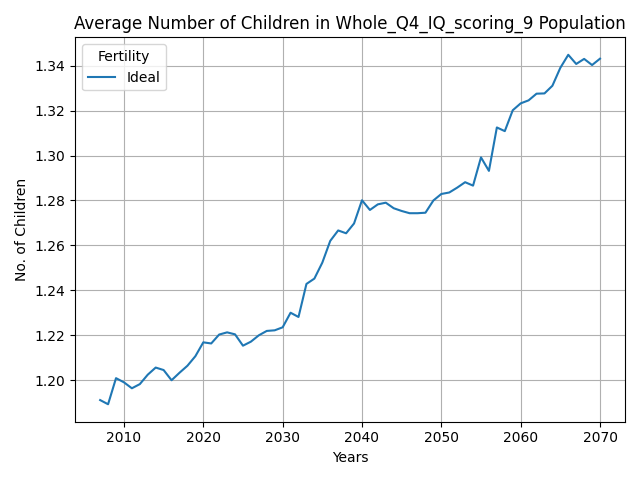 Average Number of Children in Whole_Q4_IQ_scoring_9 Population
Fertility
Ideal
No. of Children
1.34
1.32
1.30
1.28
1.26
1.24
1.22
1.20
2010 2020 2030 2040 2050 2060 2070
Years